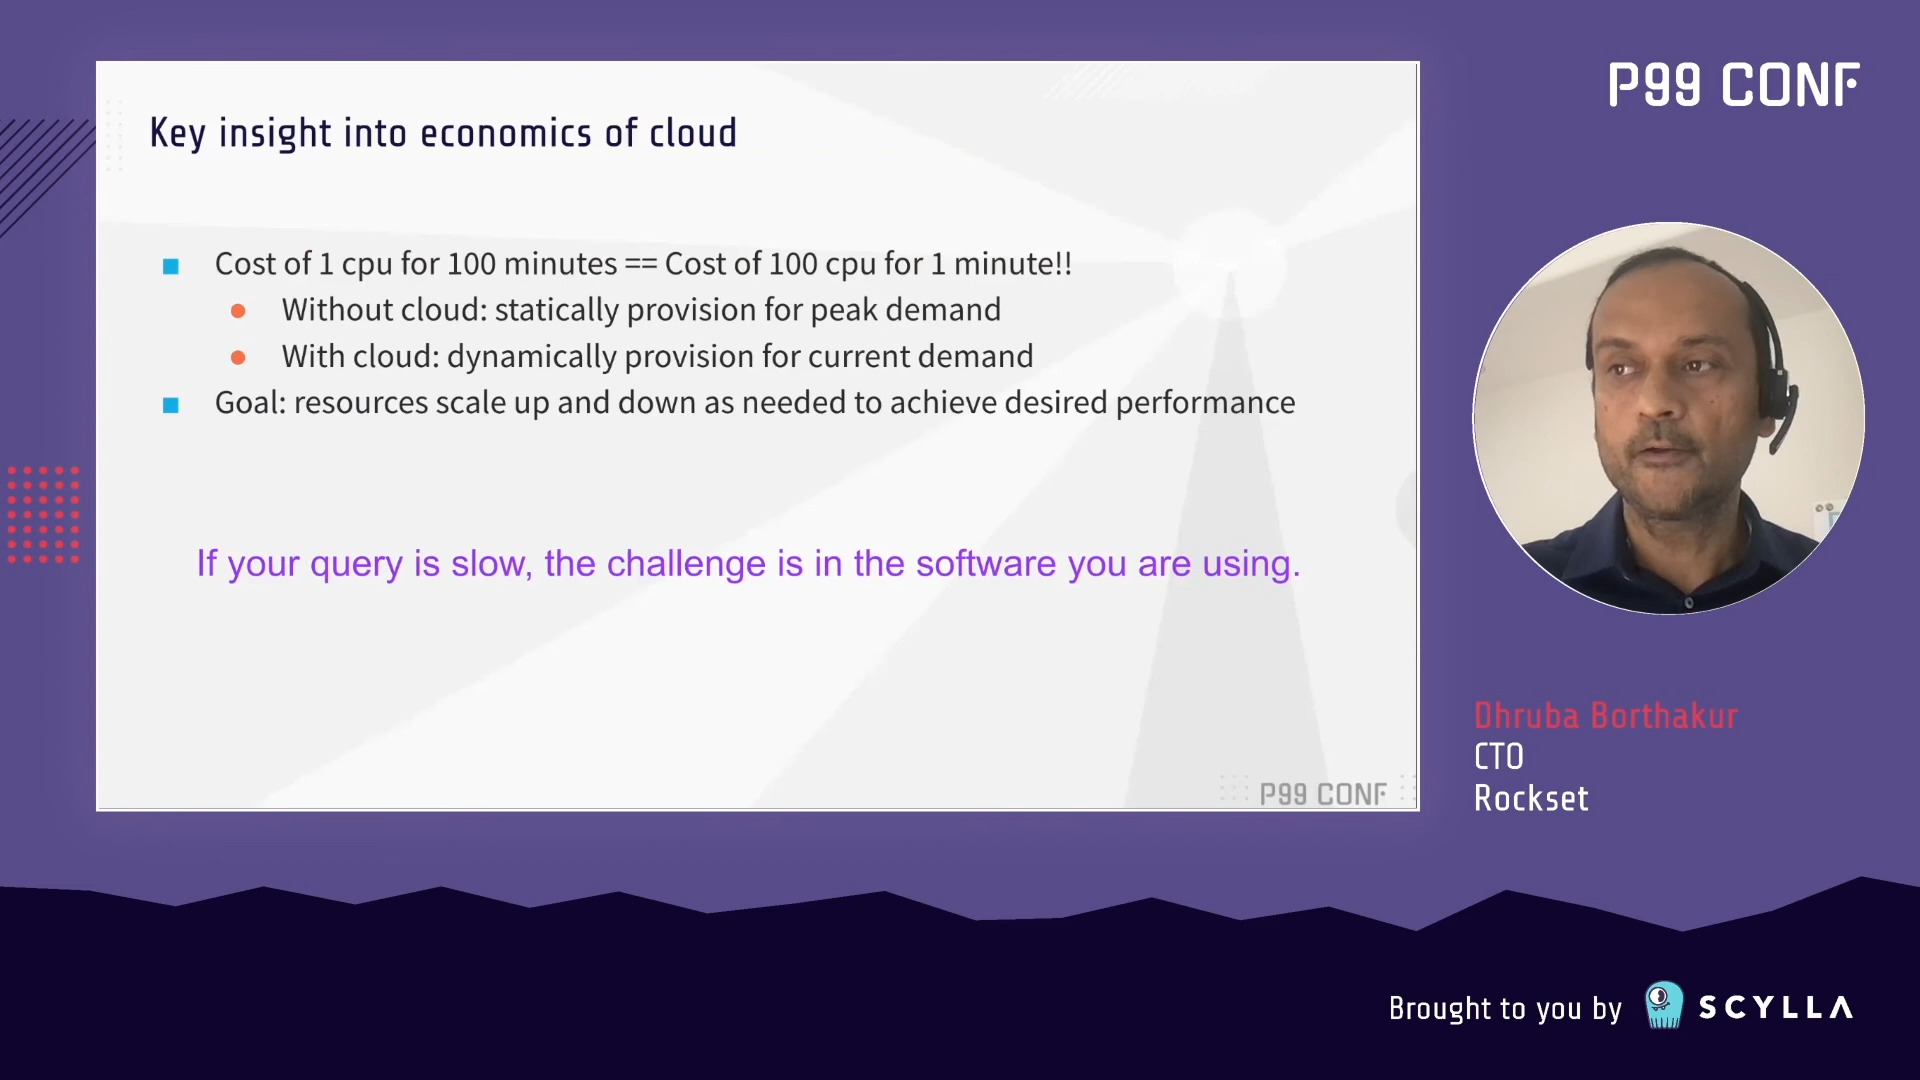 P99 CONF
Key insight into economics of cloud
Cost of 1 cpu for 100 minutes == Cost of 100 cpu for 1 minute!!
Without cloud: statically provision for peak demand
With cloud: dynamically provision for current demand
Goal: resources scale up and down as needed to achieve desired performance
If your query is slow, the challenge is in the software you are using.
P99 CONF
Dhruba Borthakur
CTO
Rockset
Brought to you by SCYLLA